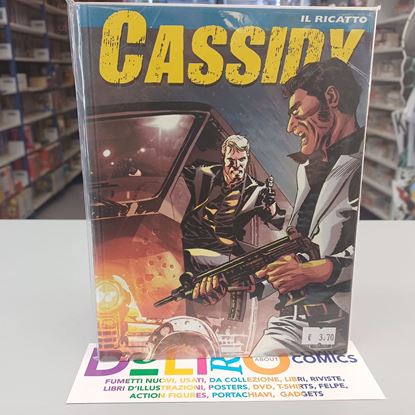 IL RICATTO
CASSIDY
€ 3.70
ABOUT
COMICS
FUMETTI NUOVI, USATI, DA COLLEZIONE, LIBRI, RIVISTE,
LIBRI D'ILLUSTRAZIONI, POSTERS, DVD, T-SHIRTS, FELPE,
ACTION FIGURES, PORTACHIAVI, GADGETS